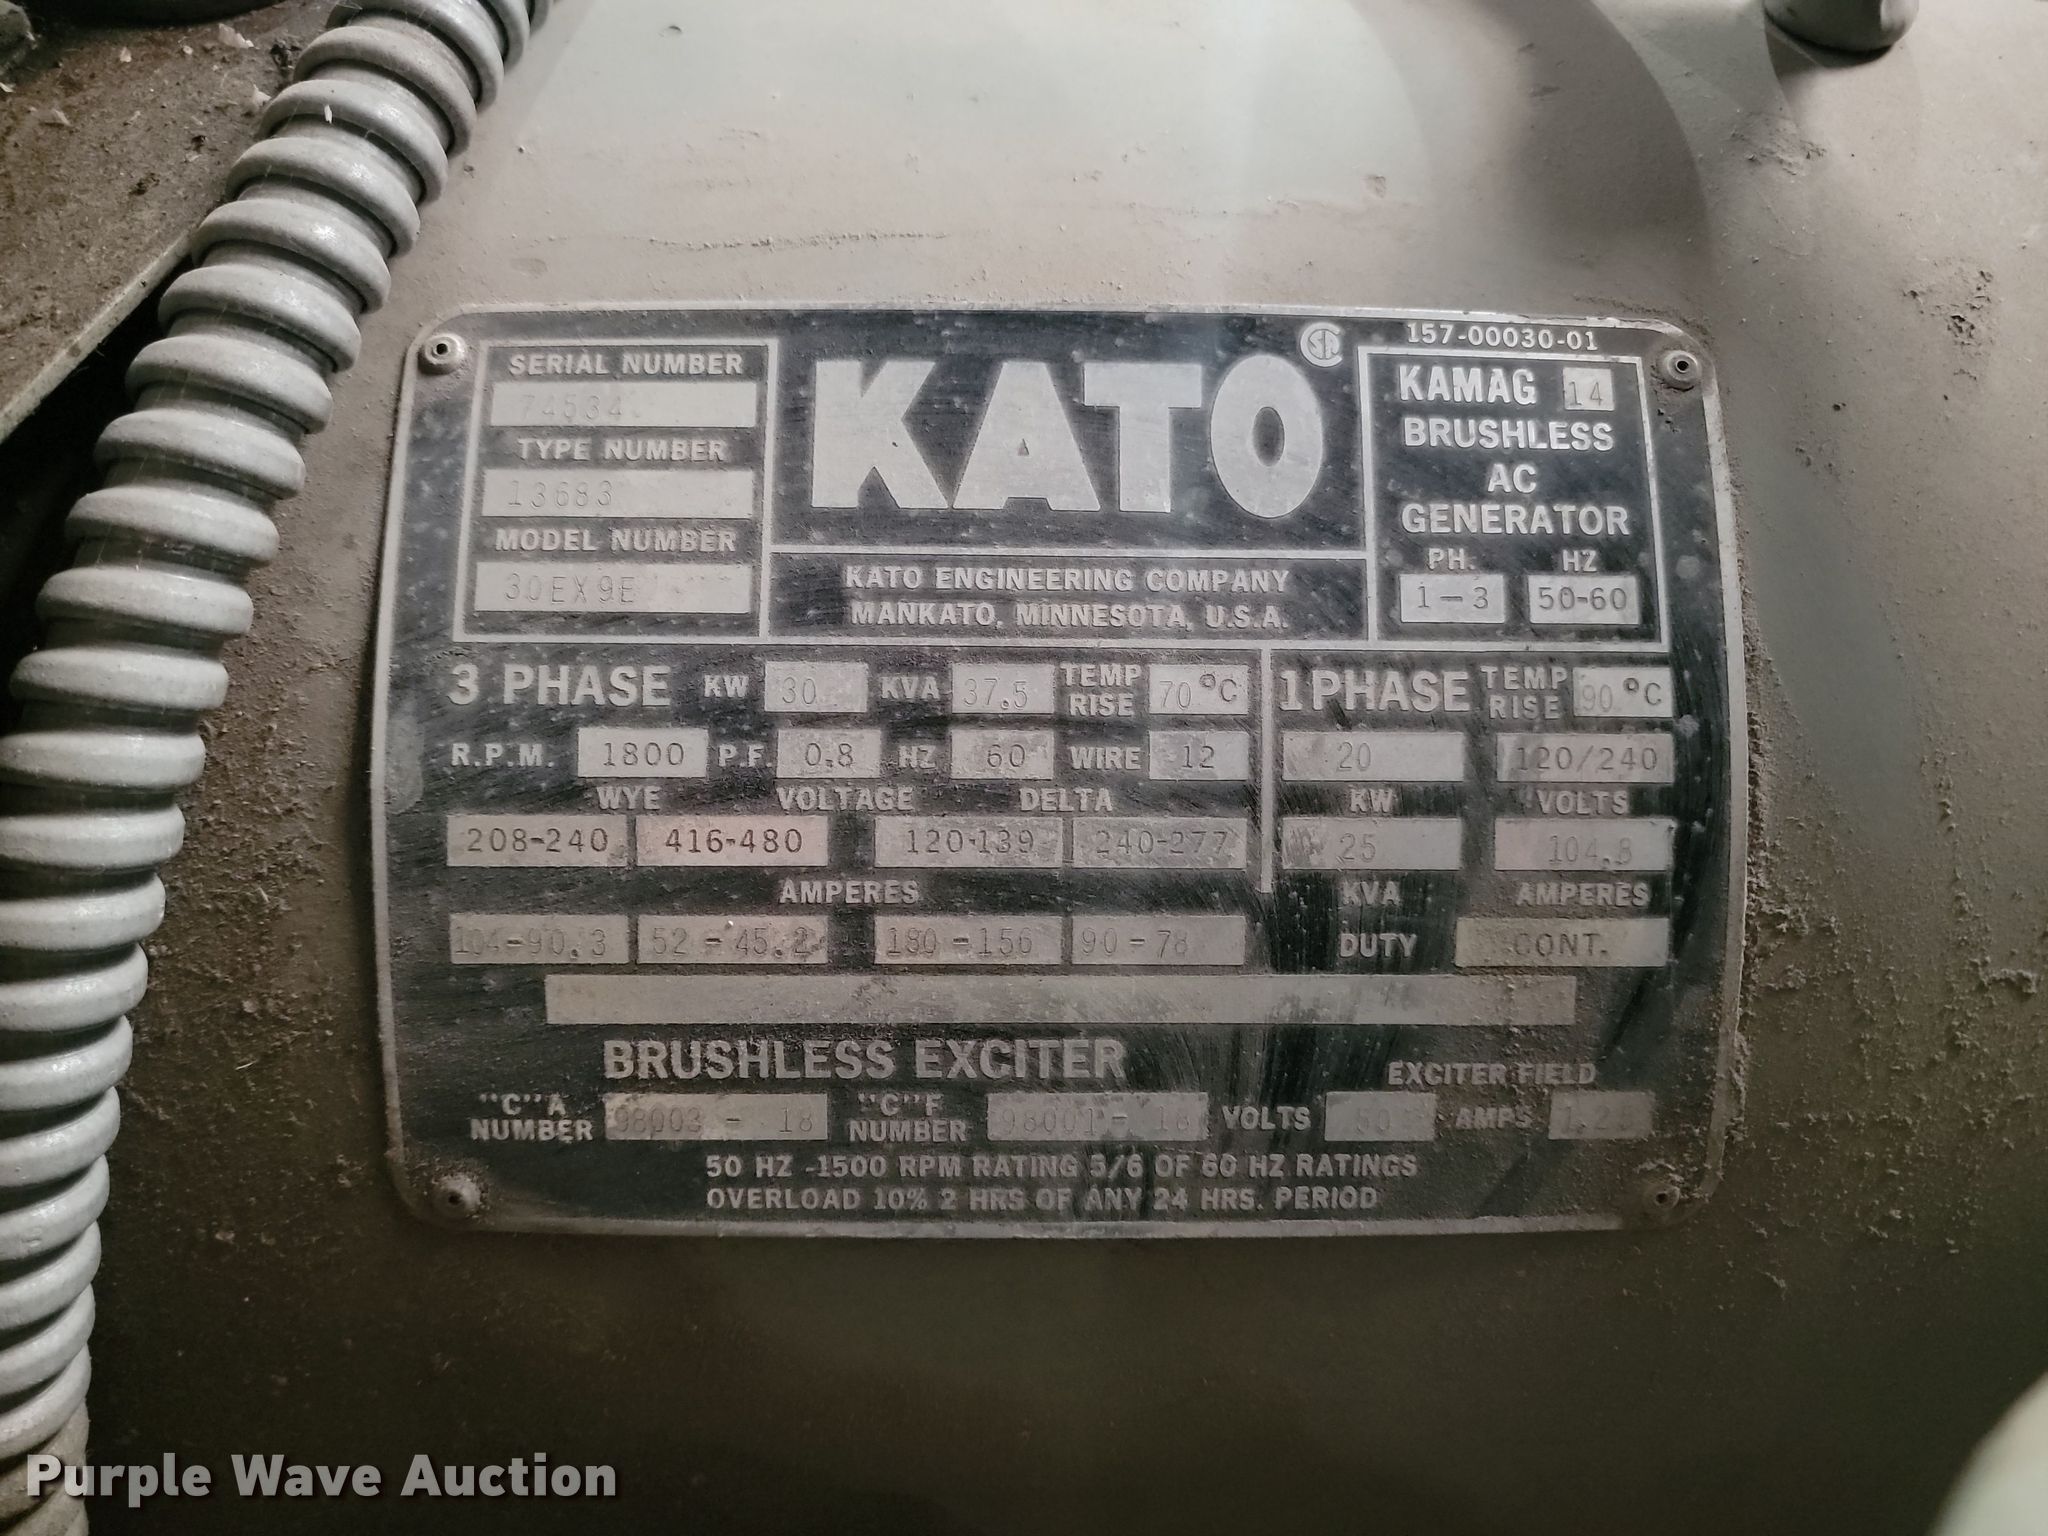 SERIAL NUMBER
74534
TYPE NUMBER
13683
MODEL NUMBER
30EX9E
KATO
KATO ENGINEERING COMPANY
MANKATO, MINNESOTA, U.S.A.
157-00030-01
KAMAG 14
BRUSHLESS
AC
GENERATOR
PH. HZ
1-3 50-60
3 PHASE KW 30 KVA 37.5 TEMP RISE 70 °C
R.P.M. 1800 P.F. 0.8 HZ 60 WIRE 12
WYE VOLTAGE DELTA
208-240 416-480 120-139 240-277
AMPERES
104-90.3 52-45.2 180-156 90-78
1 PHASE TEMP RISE 90 °C
20 120/240
KW VOLTS
25 104.8
KVA AMPERES
DUTY CONT.
BRUSHLESS EXCITER
EXCITER FIELD
"C"A NUMBER 98003 - 18 "C"F NUMBER 98001 - 18 VOLTS 50 AMPS
50 HZ -1500 RPM RATING 5/6 OF 60 HZ RATINGS
OVERLOAD 10% 2 HRS OF ANY 24 HRS. PERIOD
Purple Wave Auction